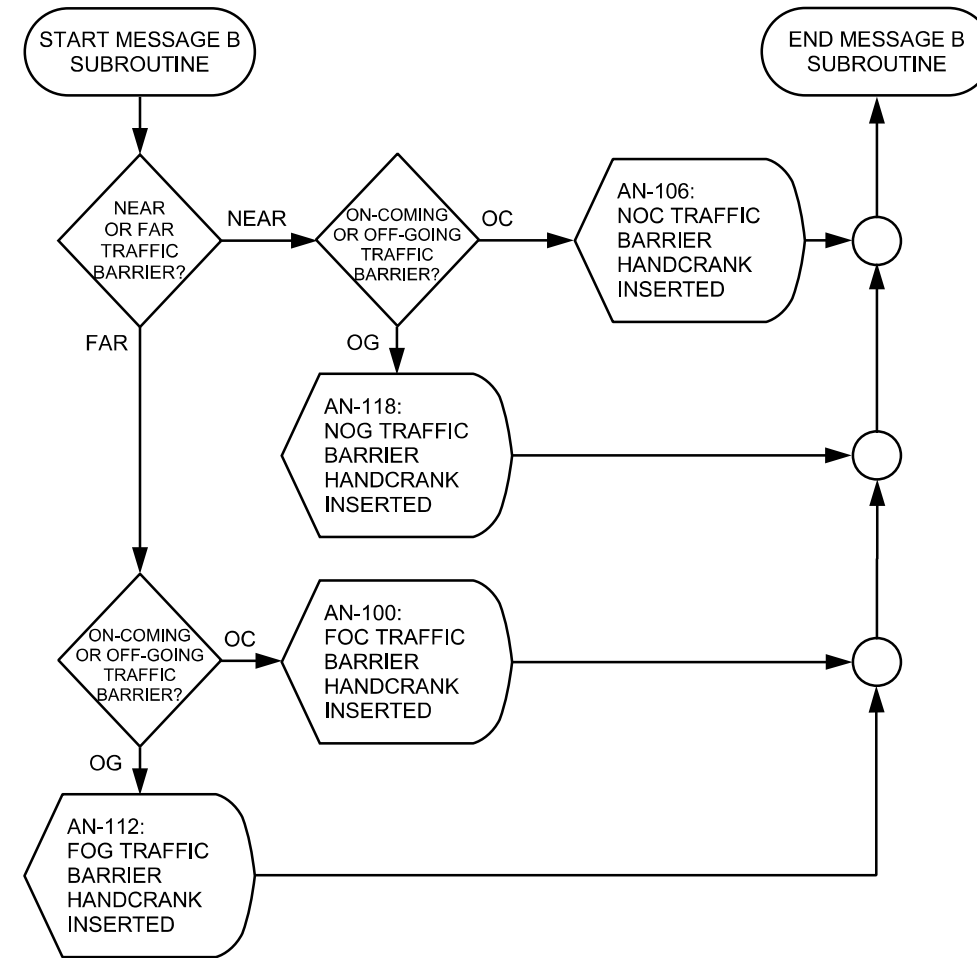 START MESSAGE B
SUBROUTINE
END MESSAGE B
SUBROUTINE
NEAR
OR FAR
TRAFFIC
BARRIER?
NEAR
ON-COMING
OR OFF-GOING
TRAFFIC
BARRIER?
OC
AN-106:
NOC TRAFFIC
BARRIER
HANDCRANK
INSERTED
FAR
OG
AN-118:
NOG TRAFFIC
BARRIER
HANDCRANK
INSERTED
ON-COMING
OR OFF-GOING
TRAFFIC
BARRIER?
OC
AN-100:
FOC TRAFFIC
BARRIER
HANDCRANK
INSERTED
OG
AN-112:
FOG TRAFFIC
BARRIER
HANDCRANK
INSERTED